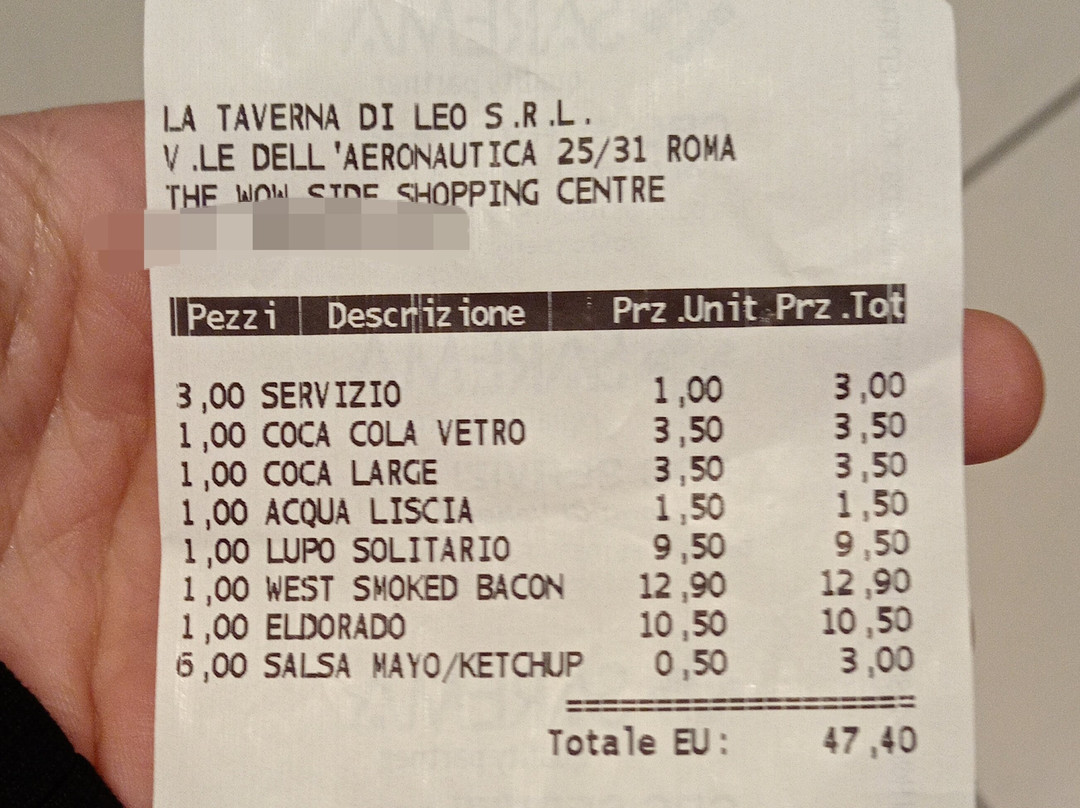 LA TAVERNA DI LEO S.R.L.
V.LE DELL'AERONAUTICA 25/31 ROMA
THE WOW SIDE SHOPPING CENTRE
Pezzi Descrizione Prz.Unit Prz.Tot
3,00 SERVIZIO 1,00 3,00
1,00 COCA COLA VETRO 3,50 3,50
1,00 COCA LARGE 3,50 3,50
1,00 ACQUA LISCIA 1,50 1,50
1,00 LUPO SOLITARIO 9,50 9,50
1,00 WEST SMOKED BACON 12,90 12,90
1,00 ELDORADO 10,50 10,50
6,00 SALSA MAYO/KETCHUP 0,50 3,00
====================
Totale EU: 47,40